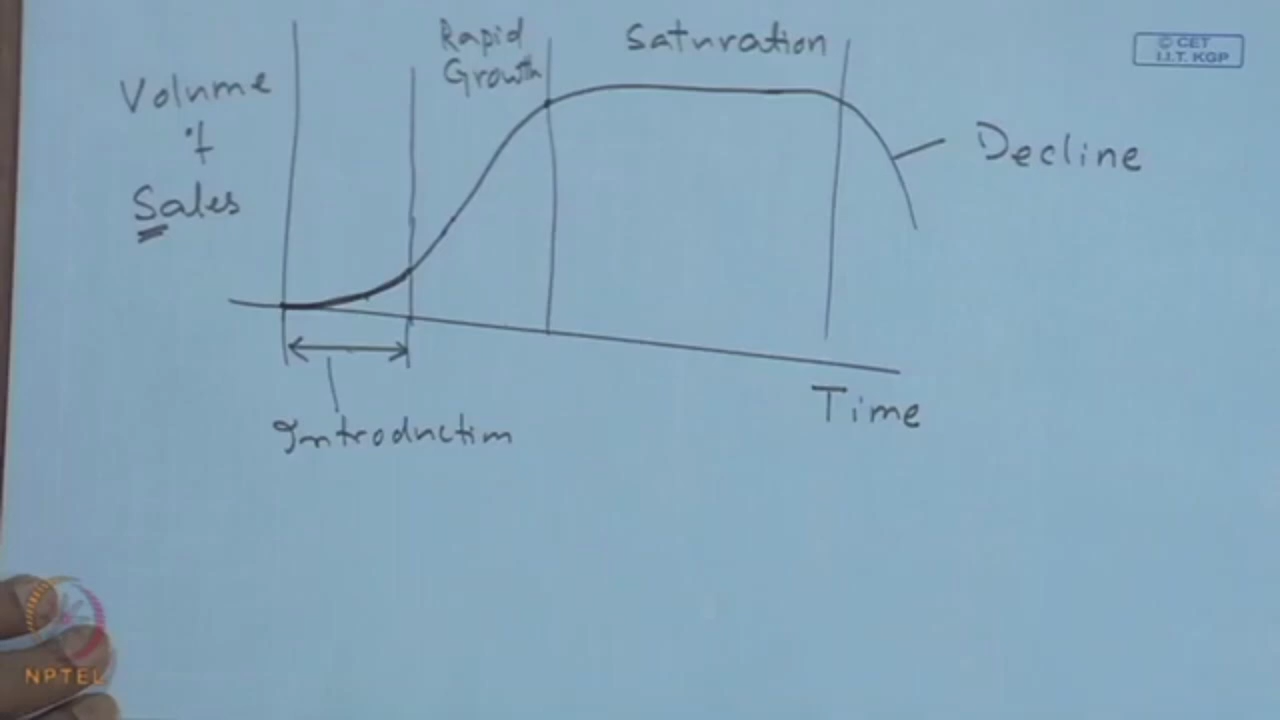 Rapid
Growth
Saturation
© CET
I.I.T. KGP
Volume
of
Sales
Decline
Time
Introduction
NPTEL